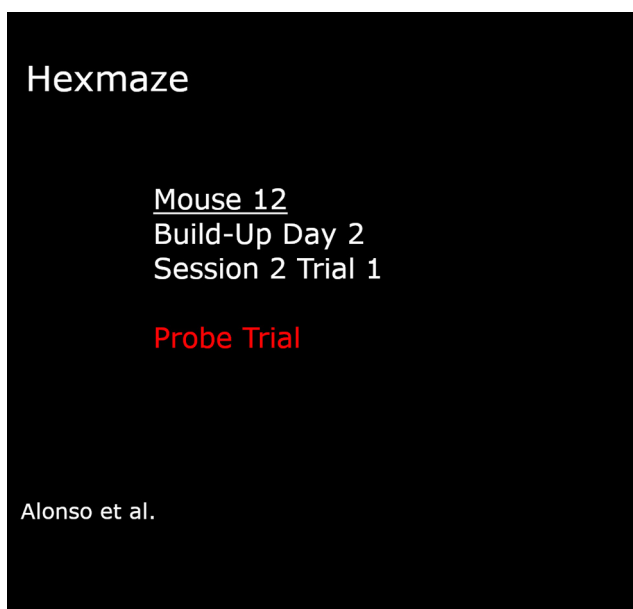 Hexmaze
Mouse 12
Build-Up Day 2
Session 2 Trial 1
Probe Trial
Alonso et al.